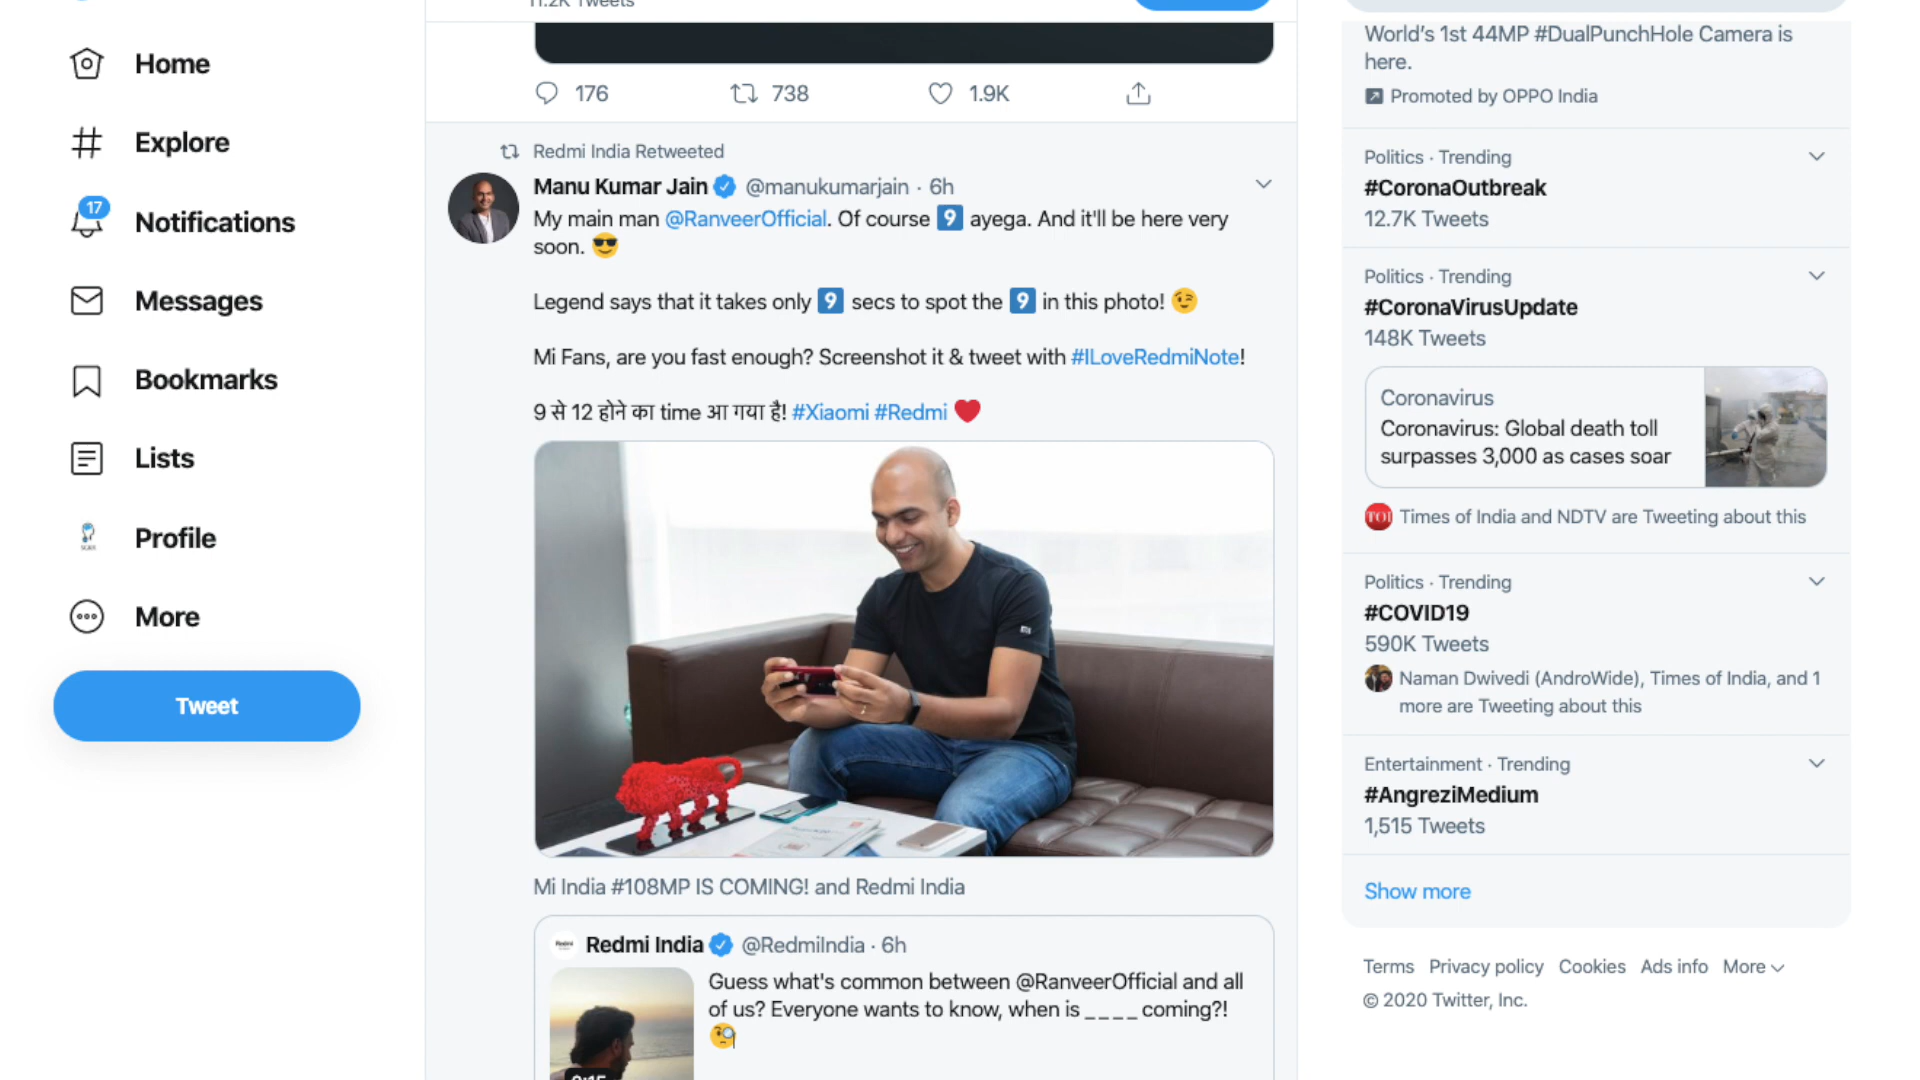 Home
Explore
17
Notifications
Messages
Bookmarks
Lists
Profile
More
Tweet
11.2K Tweets
176 738 1.9K
Redmi India Retweeted
Manu Kumar Jain @manukumarjain · 6h
My main man @RanveerOfficial. Of course 9 ayega. And it'll be here very
soon. 😎
Legend says that it takes only 9 secs to spot the 9 in this photo! 😉
Mi Fans, are you fast enough? Screenshot it & tweet with #ILoveRedmiNote!
9 से 12 होने का time आ गया है! #Xiaomi #Redmi ❤️
Mi India #108MP IS COMING! and Redmi India
Redmi India @RedmiIndia · 6h
Guess what's common between @RanveerOfficial and all
of us? Everyone wants to know, when is _ _ _ _ coming?!
🧐
0:15
World's 1st 44MP #DualPunchHole Camera is
here.
Promoted by OPPO India
Politics · Trending
#CoronaOutbreak
12.7K Tweets
Politics · Trending
#CoronaVirusUpdate
148K Tweets
Coronavirus
Coronavirus: Global death toll
surpasses 3,000 as cases soar
TOI Times of India and NDTV are Tweeting about this
Politics · Trending
#COVID19
590K Tweets
Naman Dwivedi (AndroWide), Times of India, and 1
more are Tweeting about this
Entertainment · Trending
#AngreziMedium
1,515 Tweets
Show more
Terms Privacy policy Cookies Ads info More
© 2020 Twitter, Inc.